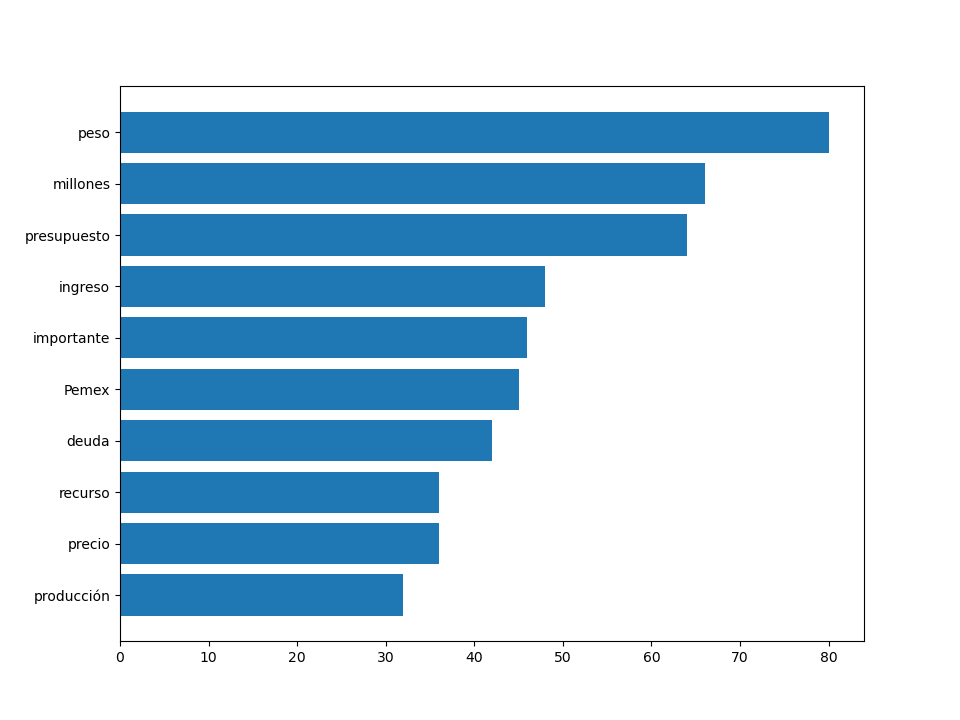 peso
millones
presupuesto
ingreso
importante
Pemex
deuda
recurso
precio
producción
0 10 20 30 40 50 60 70 80